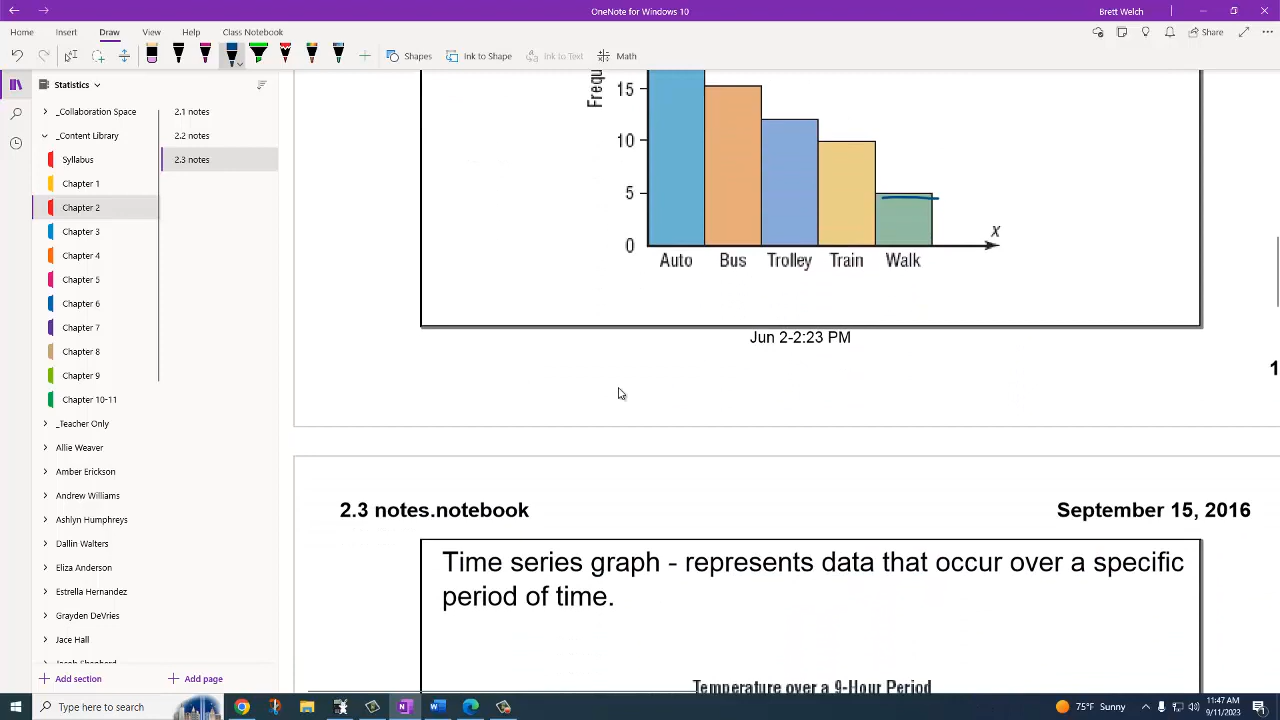 OneNote for Windows 10
Brett Welch
Home Insert Draw View Help Class Notebook
Share
Shapes Ink to Shape Ink to Text Math
Statistics
_Collaboration Space
_Content Library
Syllabus
Chapter 1
Chapter 2
Chapter 3
Chapter 4
Chapter 5
Chapter 6
Chapter 7
Chapter 8
Chapter 9
Chapter 10-11
_Teacher Only
Allie Weaver
Amber Erickson
Andrew Williams
Ashlyn Humphreys
Dallin Walters
Eliza Anderson
Estrella Hernandez
Grayden DeVries
Jace Hall
Add section
2.1 notes
2.2 notes
2.3 notes
Add page
Frequ
15
10
5
0
x
Auto Bus Trolley Train Walk
Jun 2-2:23 PM
1
2.3 notes.notebook
September 15, 2016
Time series graph - represents data that occur over a specific
period of time.
Temperature over a 9-Hour Period
Type here to search
75°F Sunny
11:47 AM
9/11/2023